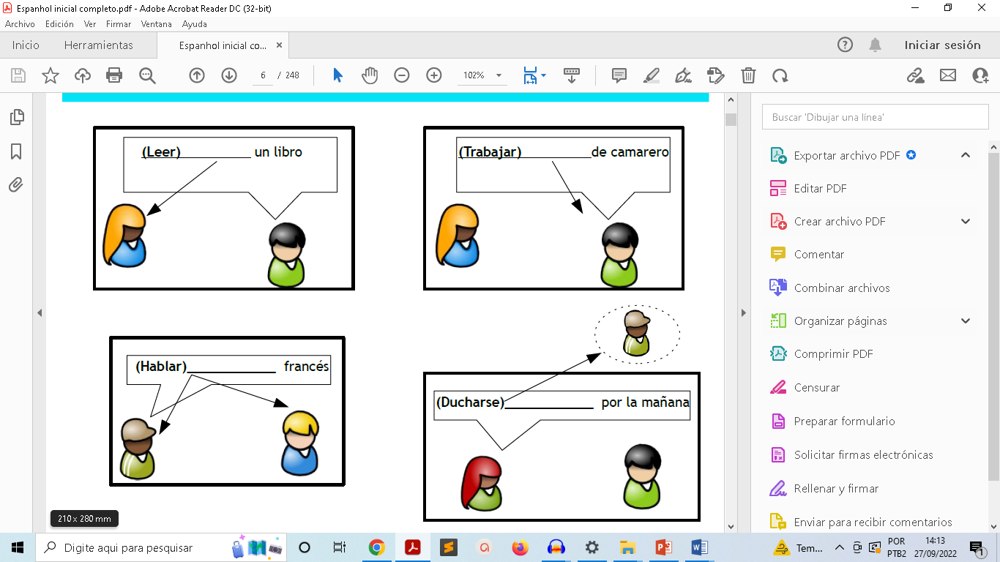 Espanhol inicial completo.pdf - Adobe Acrobat Reader DC (32-bit)
Archivo Edición Ver Firmar Ventana Ayuda
Inicio Herramientas Espanhol inicial co... × Iniciar sesión
6 / 248 102%
Buscar 'Dibujar una línea'
(Leer)__________ un libro
(Trabajar)__________de camarero
(Hablar)____________ francés
(Ducharse)____________ por la mañana
Exportar archivo PDF
Editar PDF
Crear archivo PDF
Comentar
Combinar archivos
Organizar páginas
Comprimir PDF
Censurar
Preparar formulario
Solicitar firmas electrónicas
Rellenar y firmar
Enviar para recibir comentarios
210 x 280 mm
Digite aqui para pesquisar
Tem...
POR
PTB2
14:13
27/09/2022
1